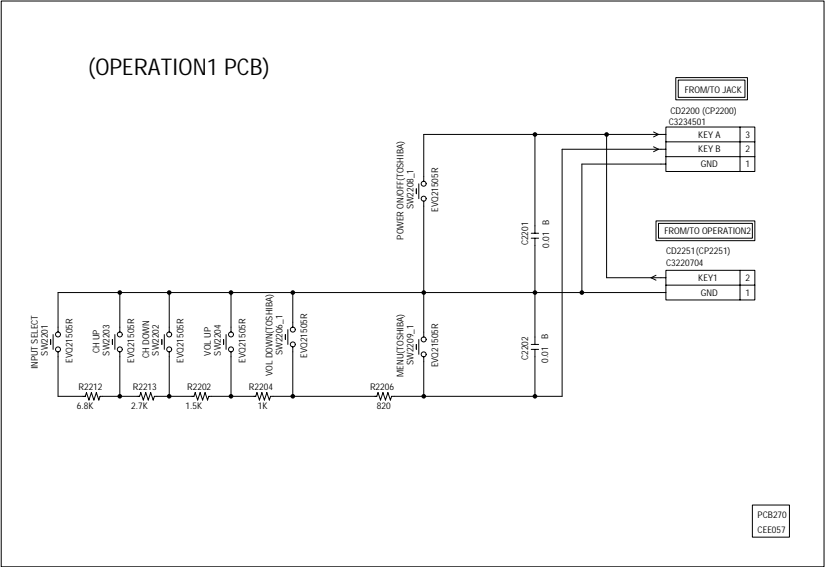 (OPERATION1 PCB)
FROM/TO JACK
CD2200 (CP2200)
C3234501
KEY A 3
KEY B 2
GND 1
POWER ON/OFF(TOSHIBA)
SW2208_1
EVQ21505R
C2201
0.01 B
FROM/TO OPERATION2
CD2251(CP2251)
C3220704
KEY1 2
GND 1
INPUT SELECT
SW2201
EVQ21505R
CH UP
SW2203
EVQ21505R
CH DOWN
SW2202
EVQ21505R
VOL UP
SW2204
EVQ21505R
VOL DOWN(TOSHIBA)
SW2206_1
EVQ21505R
MENU(TOSHIBA)
SW2209_1
EVQ21505R
C2202
0.01 B
R2212
6.8K
R2213
2.7K
R2202
1.5K
R2204
1K
R2206
820
PCB270
CEE057